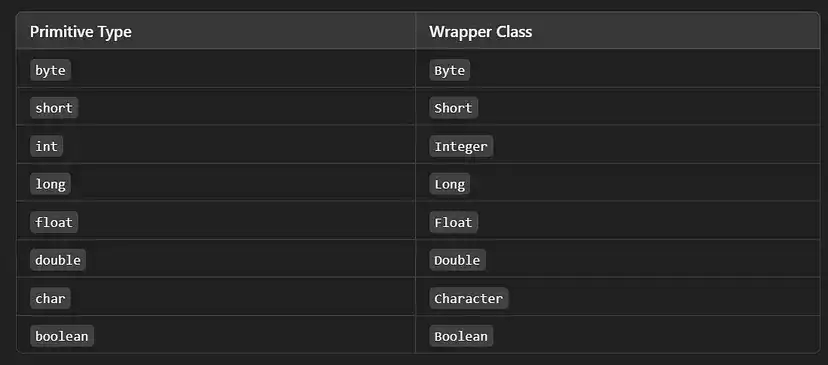 Primitive Type Wrapper Class
byte Byte
short Short
int Integer
long Long
float Float
double Double
char Character
boolean Boolean